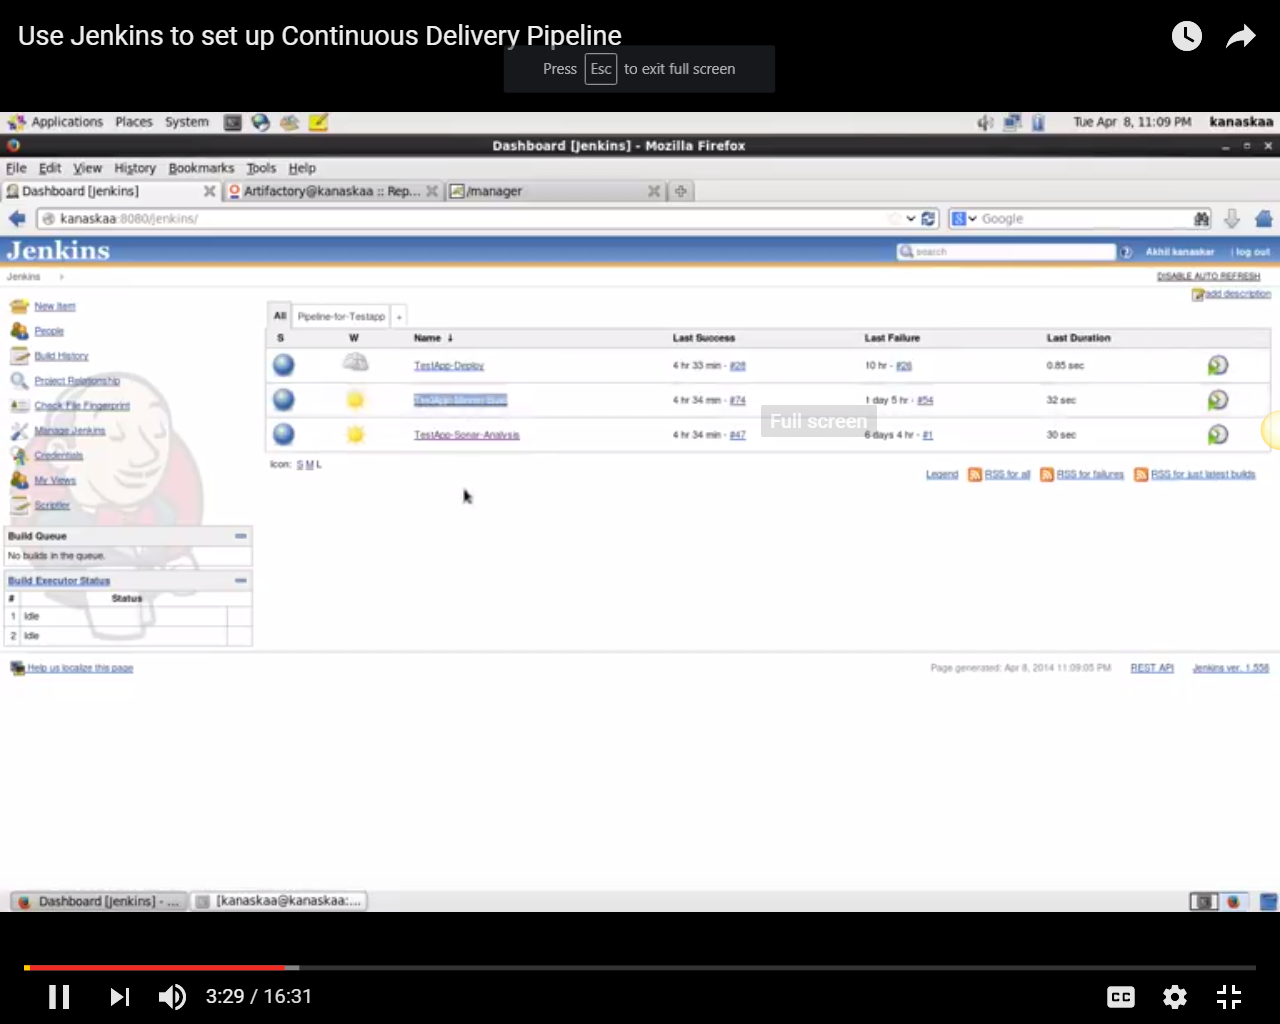 Use Jenkins to set up Continuous Delivery Pipeline
Press Esc to exit full screen
Applications Places System Tue Apr 8, 11:09 PM kanaskaa
Dashboard [Jenkins] - Mozilla Firefox
File Edit View History Bookmarks Tools Help
Dashboard [Jenkins] Artifactory@kanaskaa :: Rep... /manager
kanaskaa:8080/jenkins/ Google
Jenkins search Akhil kanaskar | log out
Jenkins DISABLE AUTO REFRESH
add description
New Item
People
Build History
Project Relationship
Check File Fingerprint
Manage Jenkins
Credentials
My Views
Scriptler
All Pipeline-for-Testapp +
S W Name ↓ Last Success Last Failure Last Duration
TestApp-Deploy 4 hr 33 min - #28 10 hr - #26 0.85 sec
4 hr 34 min - #74 1 day 5 hr - #54 32 sec
Full screen
TestApp-Sonar-Analysis 4 hr 34 min - #47 6 days 4 hr - #1 30 sec
Icon: S M L
Legend RSS for all RSS for failures RSS for just latest builds
Build Queue
No builds in the queue.
Build Executor Status
# Status
1 Idle
2 Idle
Help us localize this page Page generated: Apr 8, 2014 11:09:05 PM REST API Jenkins ver. 1.556
Dashboard [Jenkins] - ... [kanaskaa@kanaskaa:...
3:29 / 16:31 CC